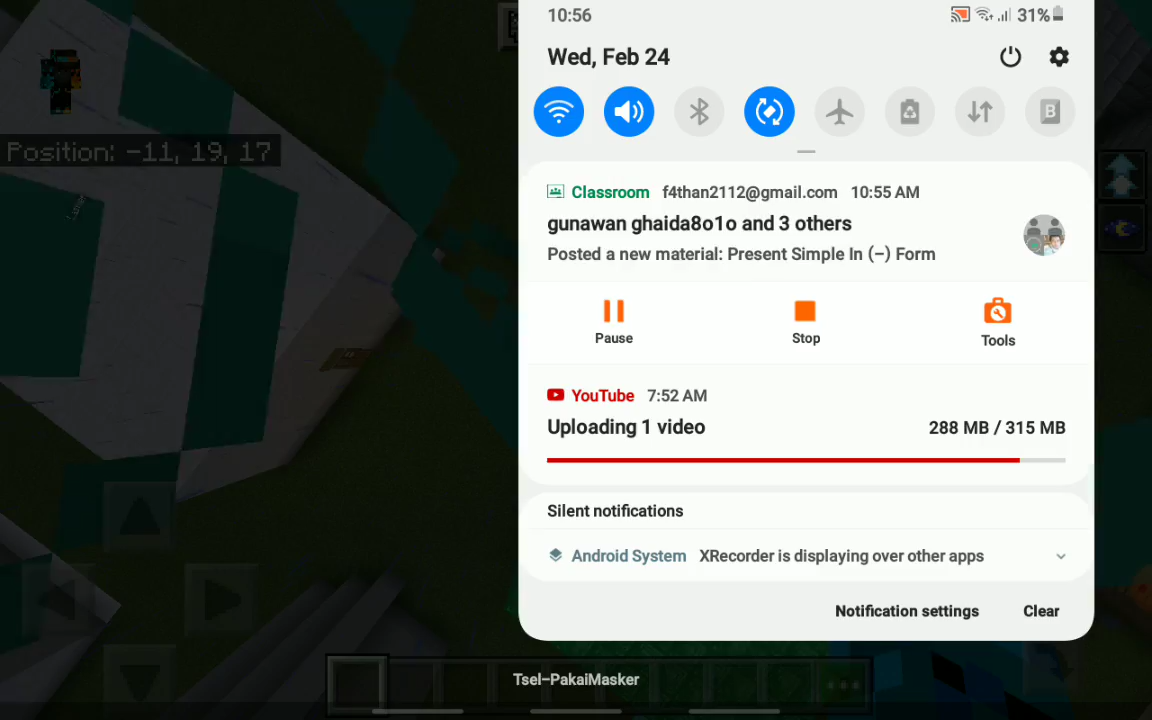 10:56
31%
Wed, Feb 24
Position: -11, 19, 17
B
Classroom f4than2112@gmail.com 10:55 AM
gunawan ghaida8o1o and 3 others
Posted a new material: Present Simple In (–) Form
Pause
Stop
Tools
YouTube 7:52 AM
Uploading 1 video
288 MB / 315 MB
Silent notifications
Android System XRecorder is displaying over other apps
Notification settings
Clear
Tsel-PakaiMasker